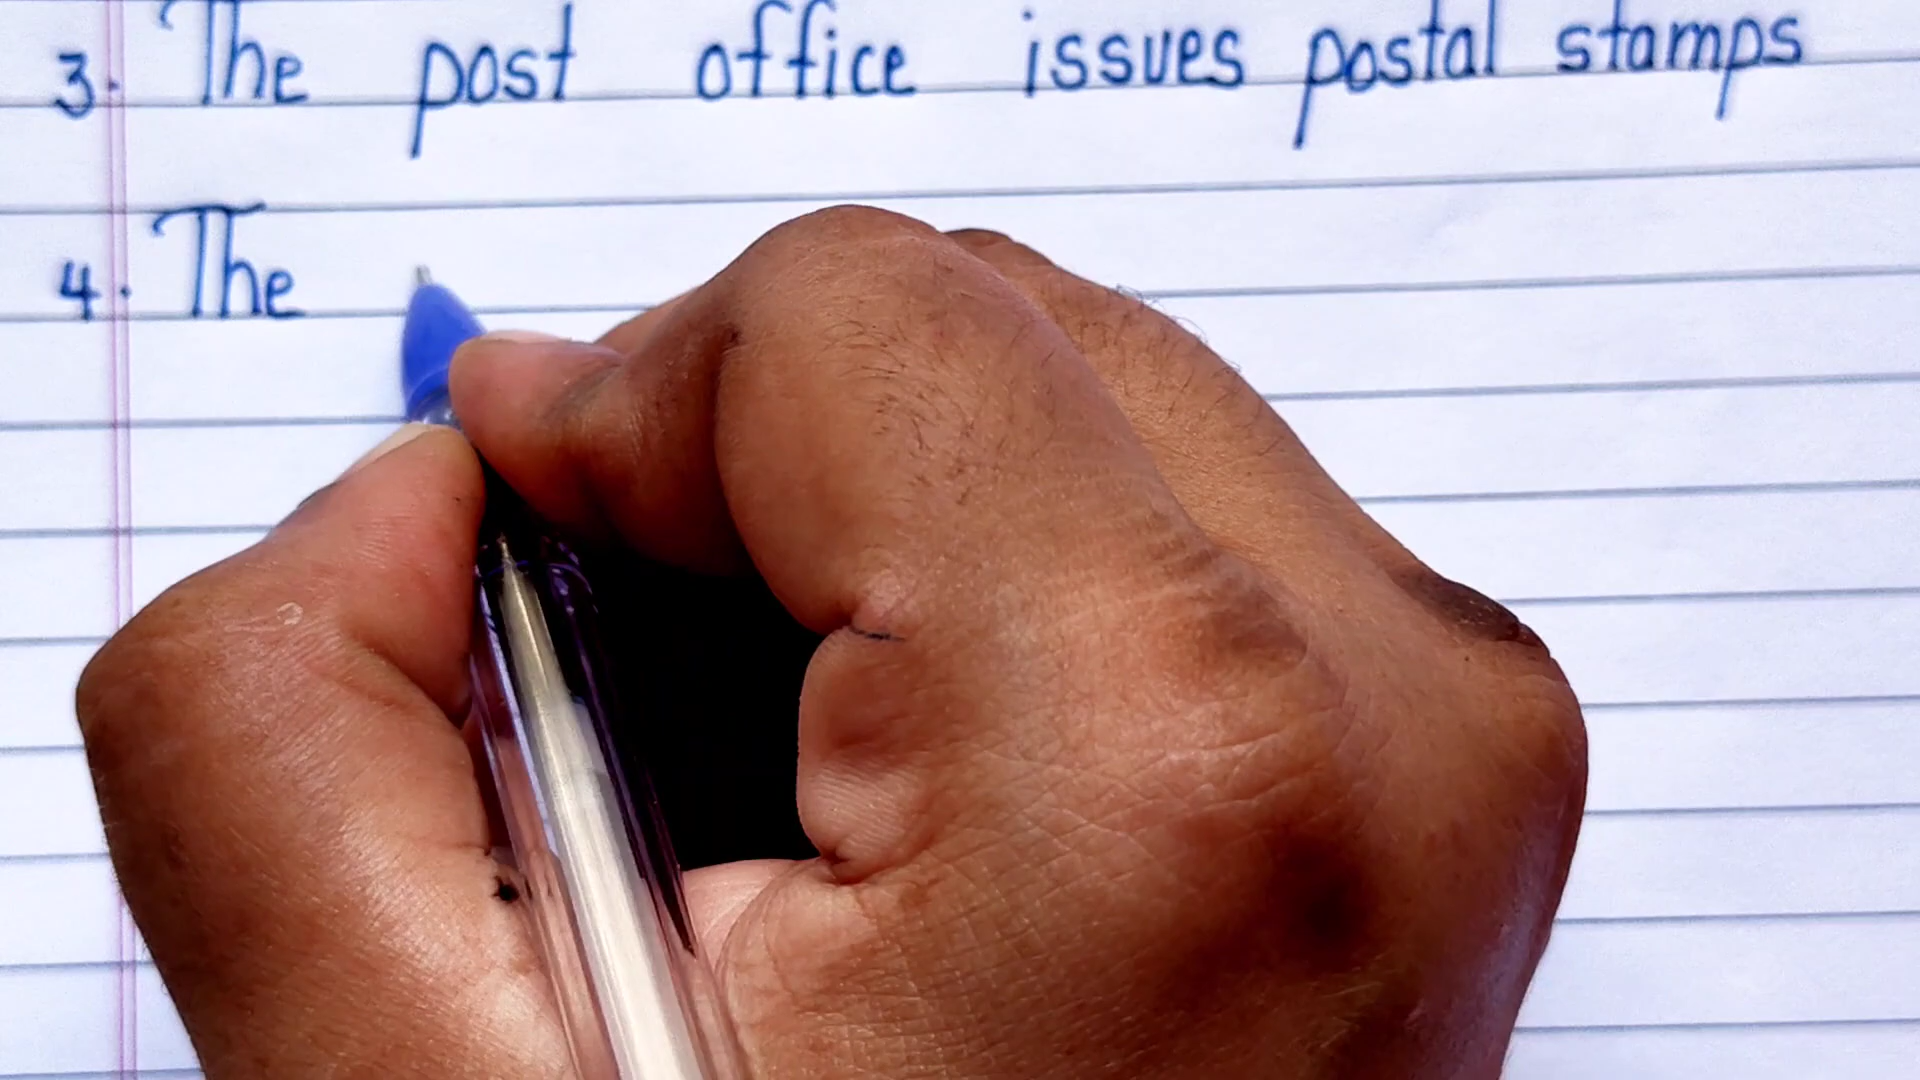 3. The post office issues postal stamps
4. The